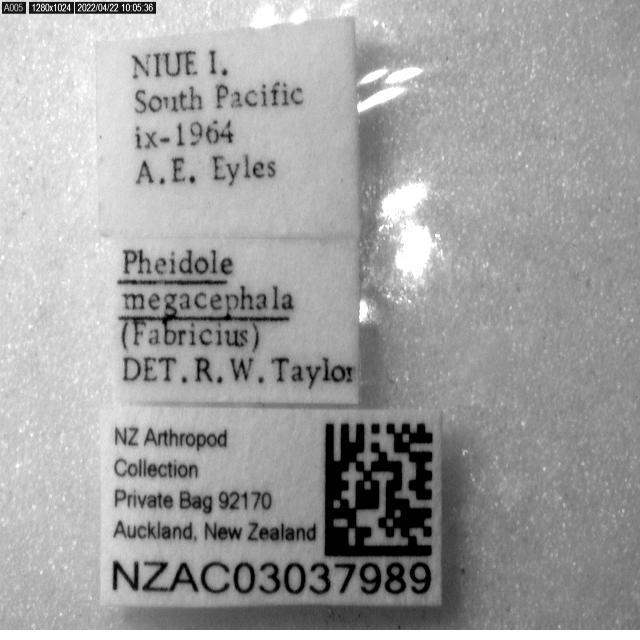 A005 1280x1024 2022/04/22 10:05:36
NIUE I.
South Pacific
ix-1964
A.E. Eyles
Pheidole
megacephala
(Fabricius)
DET.R.W.Taylor
NZ Arthropod
Collection
Private Bag 92170
Auckland, New Zealand
NZAC03037989